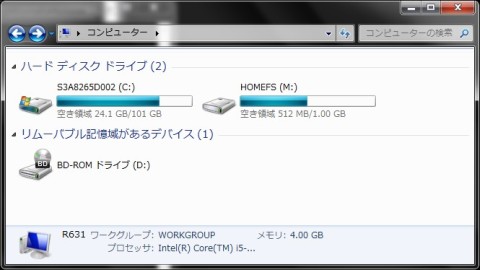 コンピューター
コンピューターの検索
ハード ディスク ドライブ (2)
S3A8265D002 (C:)
空き領域 24.1 GB/101 GB
HOMEFS (M:)
空き領域 512 MB/1.00 GB
リムーバブル記憶域があるデバイス (1)
BD-ROM ドライブ (D:)
BD
R631 ワークグループ: WORKGROUP メモリ: 4.00 GB
プロセッサ: Intel(R) Core(TM) i5-...